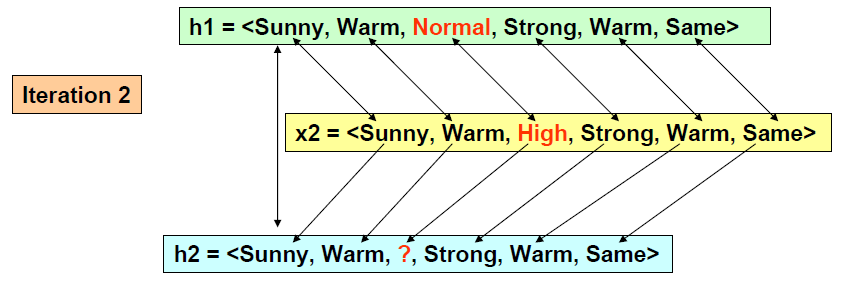 h1 = <Sunny, Warm, Normal, Strong, Warm, Same>
Iteration 2
x2 = <Sunny, Warm, High, Strong, Warm, Same>
h2 = <Sunny, Warm, ?, Strong, Warm, Same>